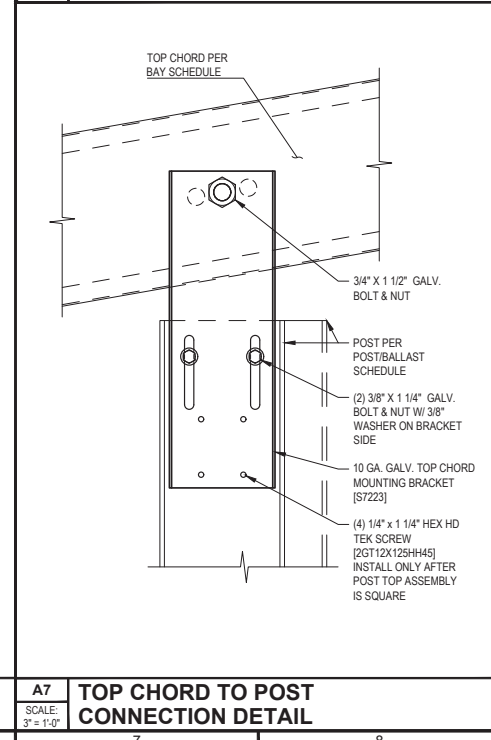 TOP CHORD PER
BAY SCHEDULE
3/4" X 1 1/2" GALV.
BOLT & NUT
POST PER
POST/BALLAST
SCHEDULE
(2) 3/8" X 1 1/4" GALV.
BOLT & NUT W/ 3/8"
WASHER ON BRACKET
SIDE
10 GA. GALV. TOP CHORD
MOUNTING BRACKET
[S7223]
(4) 1/4" x 1 1/4" HEX HD
TEK SCREW
[2GT12X125HH45]
INSTALL ONLY AFTER
POST TOP ASSEMBLY
IS SQUARE
A7
SCALE:
3" = 1'-0"
TOP CHORD TO POST
CONNECTION DETAIL
7
8